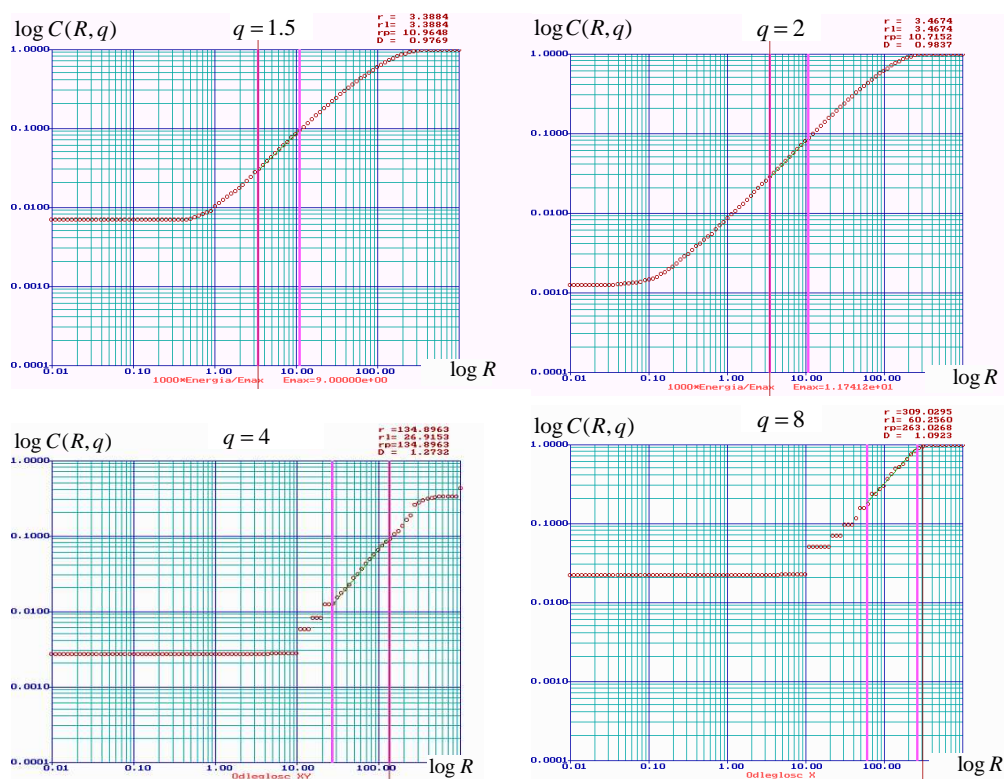 log C(R,q)
q = 1.5
r = 3.3884
rl= 3.3884
rp= 10.9648
D = 0.9769
1.0000
0.1000
0.0100
0.0010
0.0001
0.01 0.10 1.00 10.00 100.00
log R
1000*Energia/Emax Emax=9.00000e+00
log C(R,q)
q = 2
r = 3.4674
rl= 3.4674
rp= 10.7152
D = 0.9837
1.0000
0.1000
0.0100
0.0010
0.0001
0.01 0.10 1.00 10.00 100.00
log R
1000*Energia/Emax Emax=1.17412e+01
log C(R,q)
q = 4
r =134.8963
rl= 26.9153
rp=134.8963
D = 1.2732
1.0000
0.1000
0.0100
0.0010
0.0001
0.01 0.10 1.00 10.00 100.00
log R
Odleglosc XY
log C(R,q)
q = 8
r =309.0295
rl= 60.2560
rp=263.0268
D = 1.0923
1.0000
0.1000
0.0100
0.0010
0.0001
0.01 0.10 1.00 10.00 100.00
log R
Odleglosc X